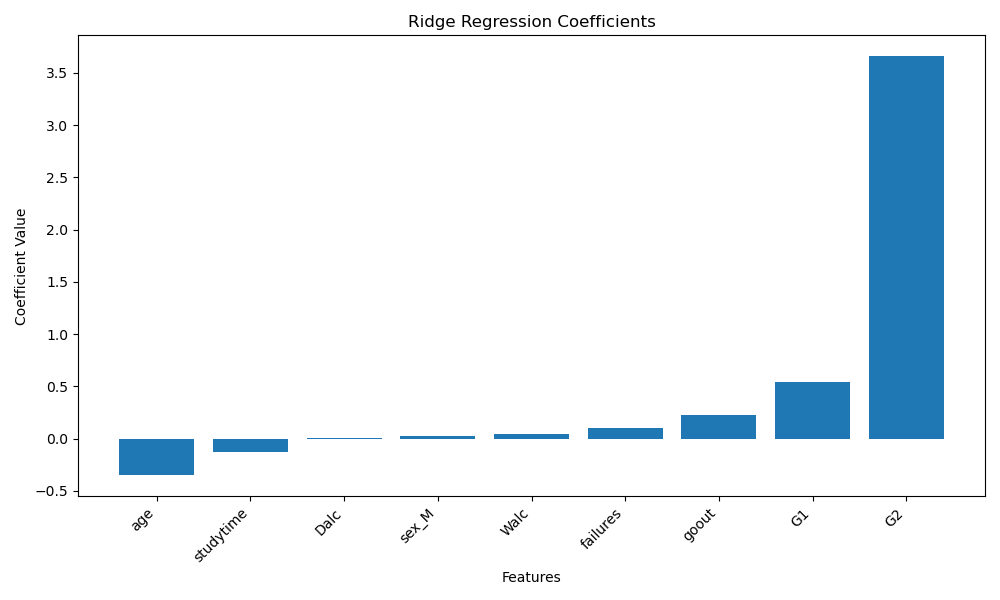 Ridge Regression Coefficients
Coefficient Value
3.5
3.0
2.5
2.0
1.5
1.0
0.5
0.0
−0.5
age
studytime
Dalc
sex_M
Walc
failures
goout
G1
G2
Features